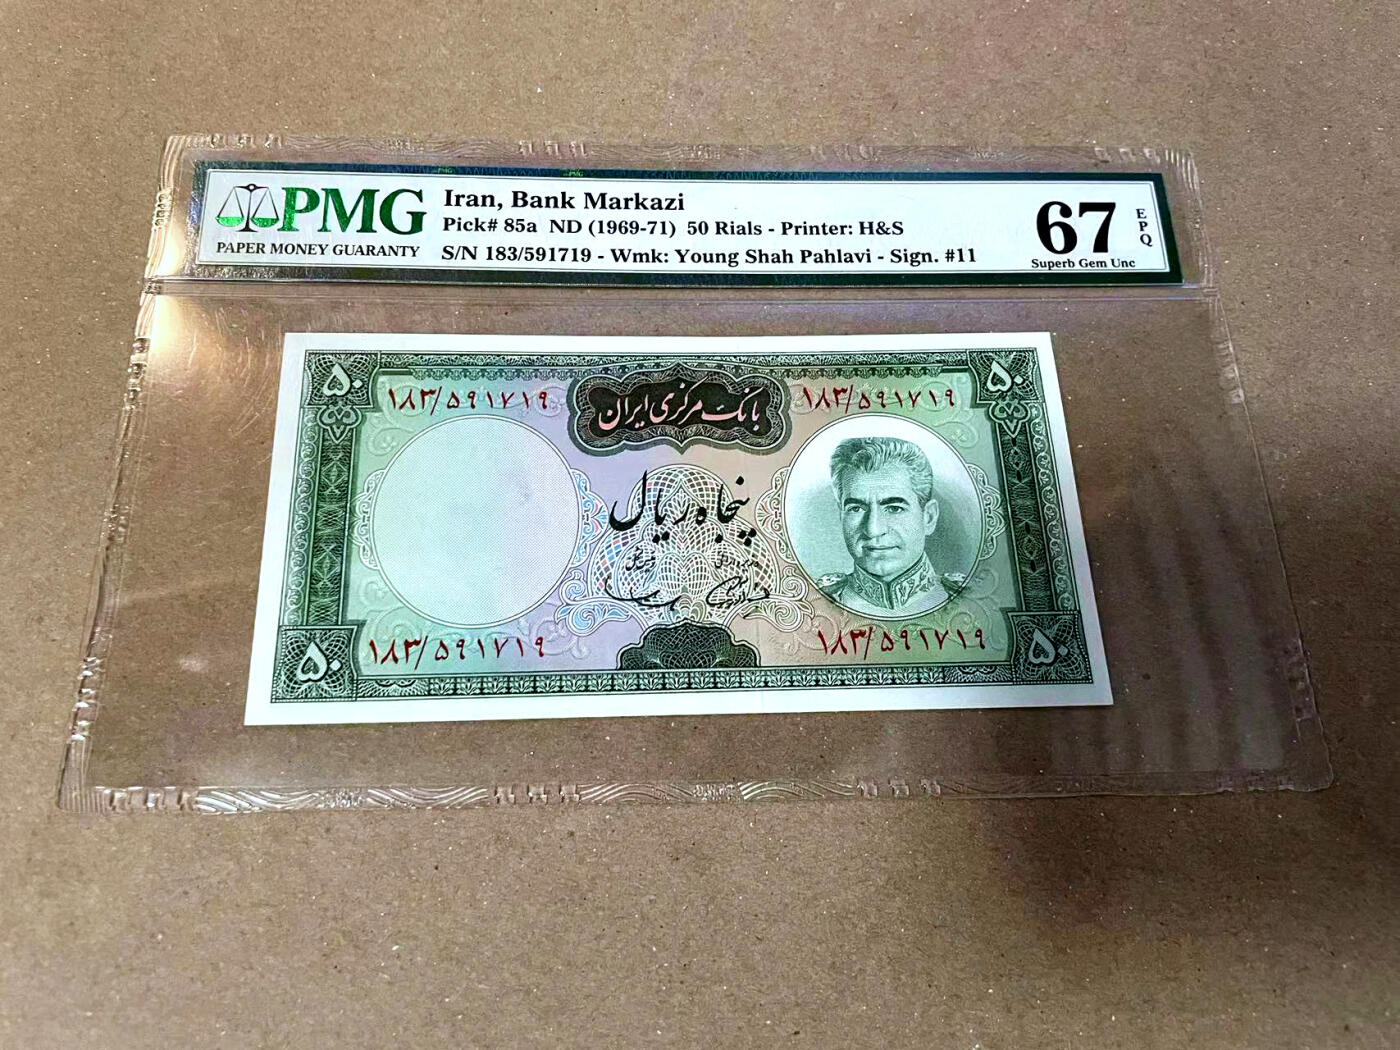 PMG
PAPER MONEY GUARANTY
Iran, Bank Markazi
Pick# 85a ND (1969-71) 50 Rials - Printer: H&S
S/N 183/591719 - Wmk: Young Shah Pahlavi - Sign. #11
67
EPQ
Superb Gem Unc
۵۰ ۵۰
۱۸۳/۵۹۱۷۱۹ ۱۸۳/۵۹۱۷۱۹
بانک مرکزی ایران
پنجاه ریال
۱۸۳/۵۹۱۷۱۹ ۱۸۳/۵۹۱۷۱۹
۵۰ ۵۰